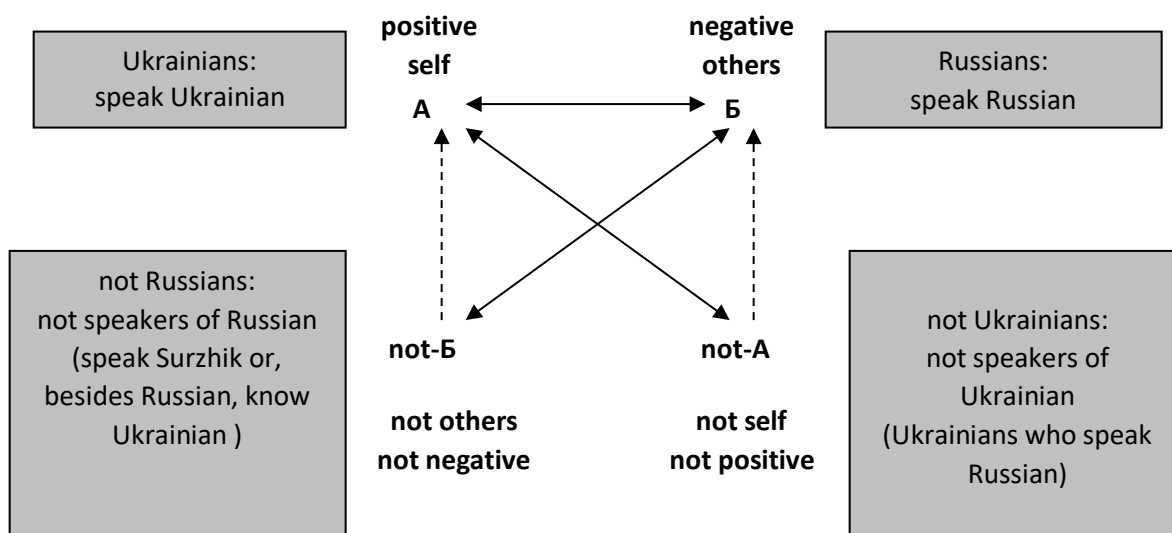 positive
self
А
negative
others
Б
Ukrainians:
speak Ukrainian
Russians:
speak Russian
not Russians:
not speakers of Russian
(speak Surzhik or,
besides Russian, know
Ukrainian )
not-Б
not others
not negative
not-А
not self
not positive
not Ukrainians:
not speakers of
Ukrainian
(Ukrainians who speak
Russian)